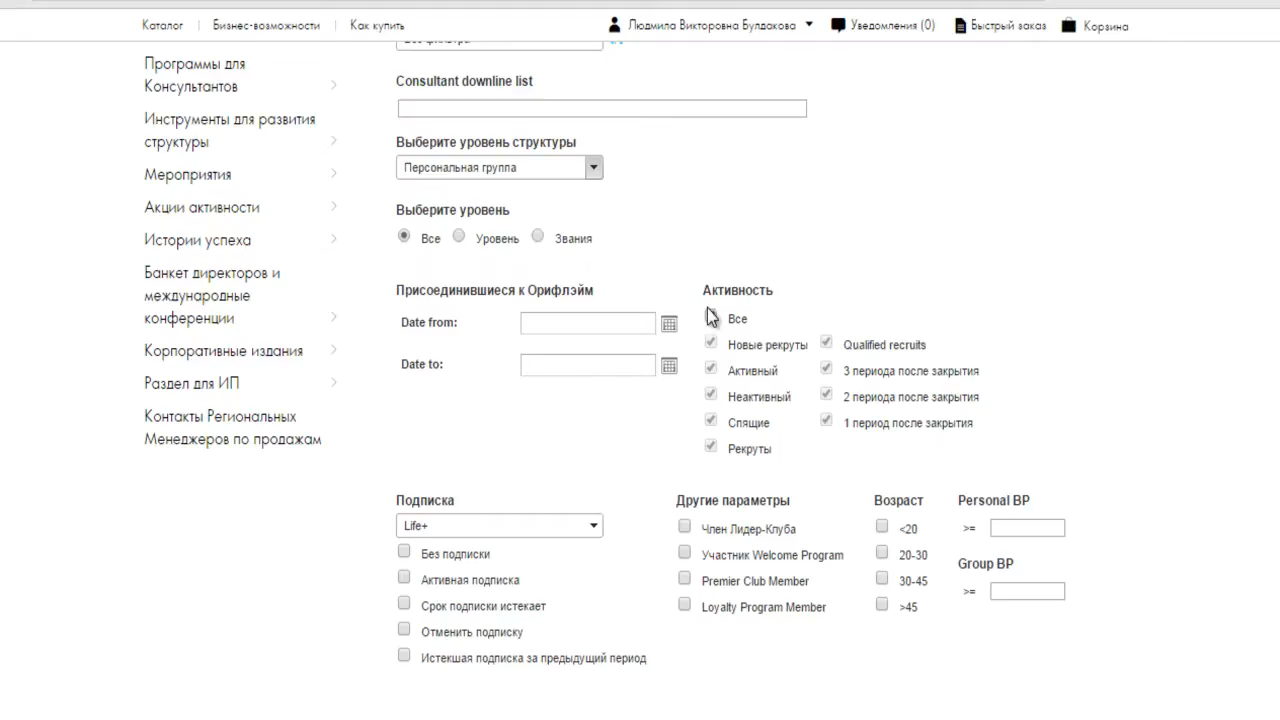 Каталог Бизнес-возможности Как купить Людмила Викторовна Булдакова Уведомления (0) Быстрый заказ Корзина
Программы для
Консультантов
Инструменты для развития
структуры
Мероприятия
Акции активности
Истории успеха
Банкет директоров и
международные
конференции
Корпоративные издания
Раздел для ИП
Контакты Региональных
Менеджеров по продажам
Consultant downline list
Выберите уровень структуры
Персональная группа
Выберите уровень
Все Уровень Звания
Присоединившиеся к Орифлэйм
Date from:
Date to:
Активность
Все
Новые рекруты Qualified recruits
Активный 3 периода после закрытия
Неактивный 2 периода после закрытия
Спящие 1 период после закрытия
Рекруты
Подписка
Life+
Без подписки
Активная подписка
Срок подписки истекает
Отменить подписку
Истекшая подписка за предыдущий период
Другие параметры
Член Лидер-Клуба
Участник Welcome Program
Premier Club Member
Loyalty Program Member
Возраст
<20
20-30
30-45
>45
Personal BP
>=
Group BP
>=